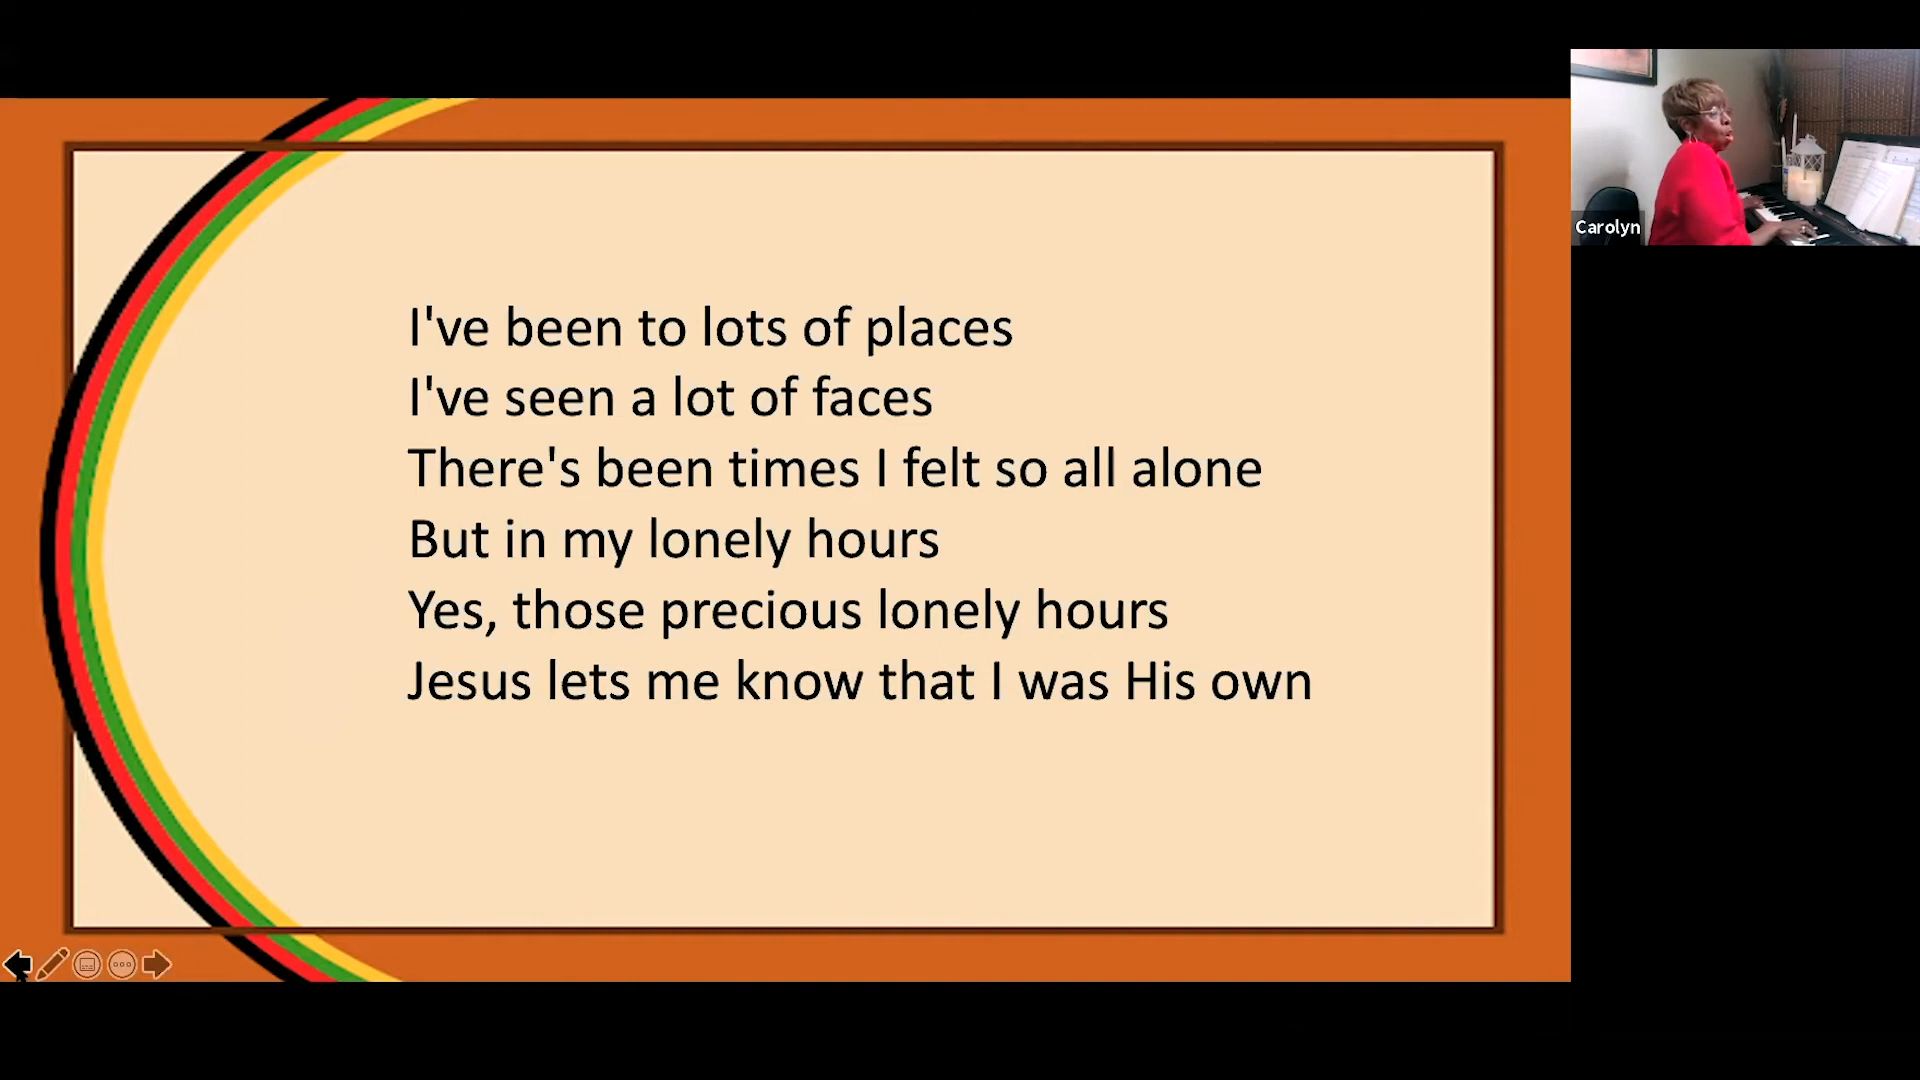 I've been to lots of places
I've seen a lot of faces
There's been times I felt so all alone
But in my lonely hours
Yes, those precious lonely hours
Jesus lets me know that I was His own
Carolyn